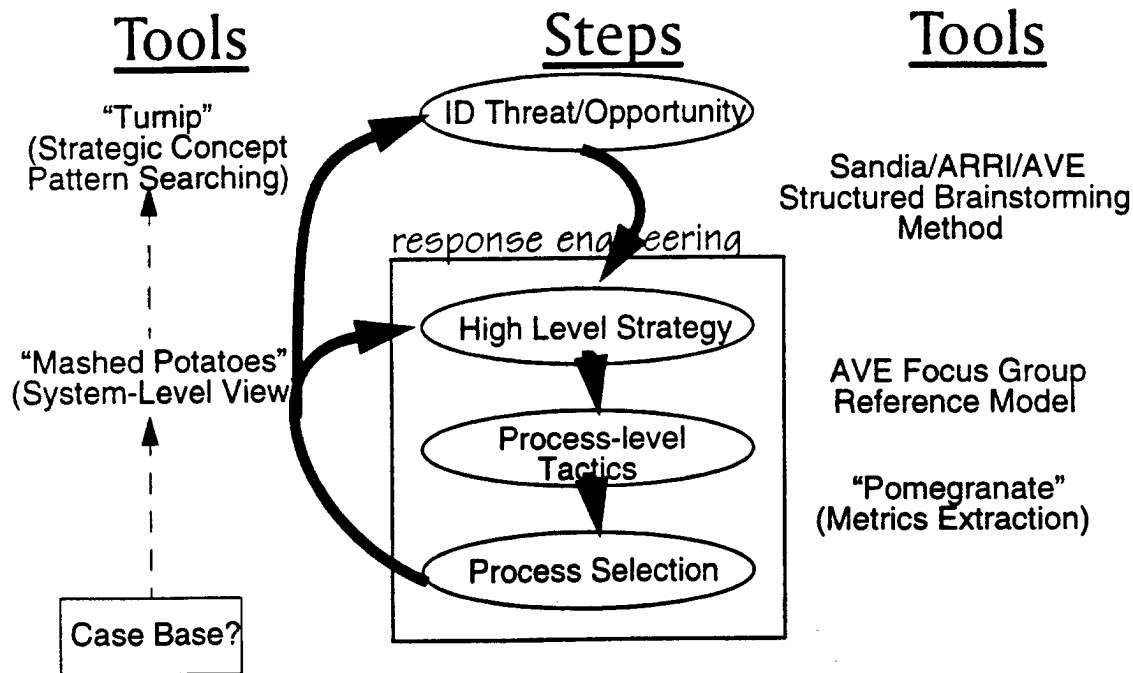 Tools
Steps
Tools
“Turnip”
(Strategic Concept
Pattern Searching)
ID Threat/Opportunity
Sandia/ARRI/AVE
Structured Brainstorming
Method
response engineering
High Level Strategy
“Mashed Potatoes”
(System-Level View
AVE Focus Group
Reference Model
Process-level
Tactics
“Pomegranate”
(Metrics Extraction)
Process Selection
Case Base?